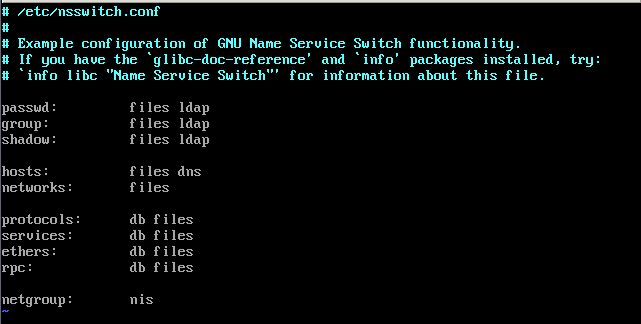 # /etc/nsswitch.conf
#
# Example configuration of GNU Name Service Switch functionality.
# If you have the `glibc-doc-reference' and `info' packages installed, try:
# `info libc "Name Service Switch"' for information about this file.
passwd: files ldap
group: files ldap
shadow: files ldap
hosts: files dns
networks: files
protocols: db files
services: db files
ethers: db files
rpc: db files
netgroup: nis
~